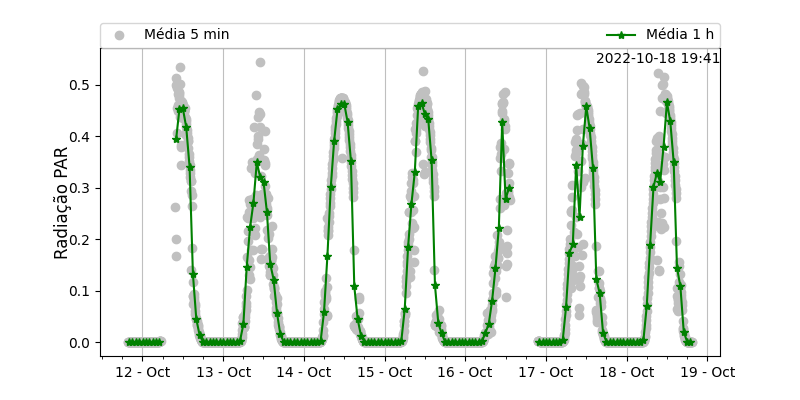 Média 5 min
Média 1 h
2022-10-18 19:41
Radiação PAR
0.5
0.4
0.3
0.2
0.1
0.0
12 - Oct
13 - Oct
14 - Oct
15 - Oct
16 - Oct
17 - Oct
18 - Oct
19 - Oct